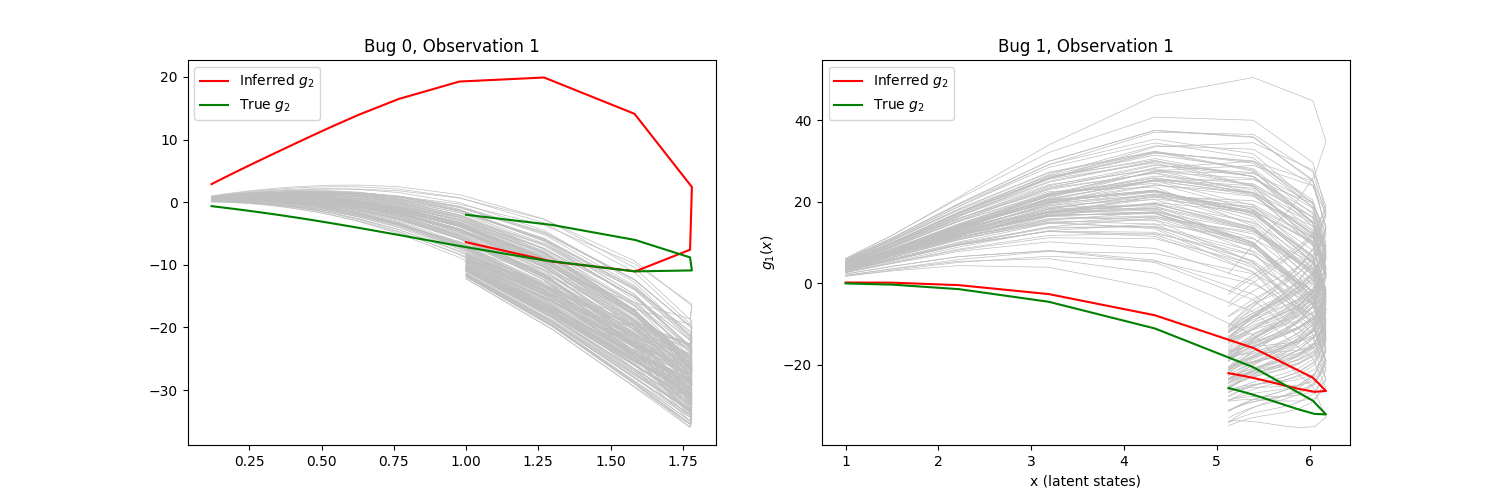 Bug 0, Observation 1
Inferred g₂
True g₂
20
10
0
−10
−20
−30
0.25 0.50 0.75 1.00 1.25 1.50 1.75
Bug 1, Observation 1
Inferred g₂
True g₂
40
20
0
−20
g₁(x)
1 2 3 4 5 6
x (latent states)